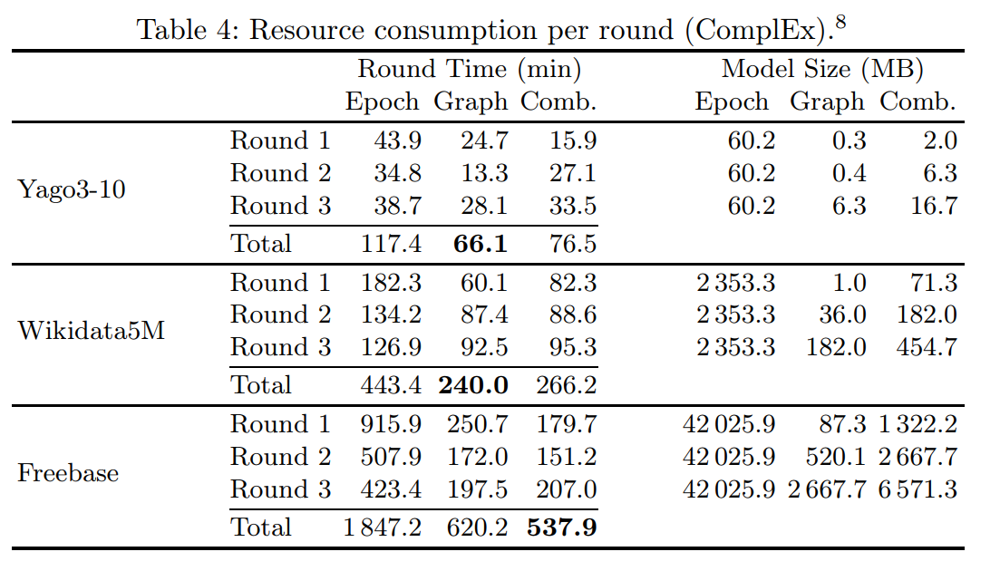 Table 4: Resource consumption per round (ComplEx).8
Round Time (min) Model Size (MB)
Epoch Graph Comb. Epoch Graph Comb.
Yago3-10
Round 1 43.9 24.7 15.9 60.2 0.3 2.0
Round 2 34.8 13.3 27.1 60.2 0.4 6.3
Round 3 38.7 28.1 33.5 60.2 6.3 16.7
Total 117.4 66.1 76.5
Wikidata5M
Round 1 182.3 60.1 82.3 2 353.3 1.0 71.3
Round 2 134.2 87.4 88.6 2 353.3 36.0 182.0
Round 3 126.9 92.5 95.3 2 353.3 182.0 454.7
Total 443.4 240.0 266.2
Freebase
Round 1 915.9 250.7 179.7 42 025.9 87.3 1 322.2
Round 2 507.9 172.0 151.2 42 025.9 520.1 2 667.7
Round 3 423.4 197.5 207.0 42 025.9 2 667.7 6 571.3
Total 1 847.2 620.2 537.9